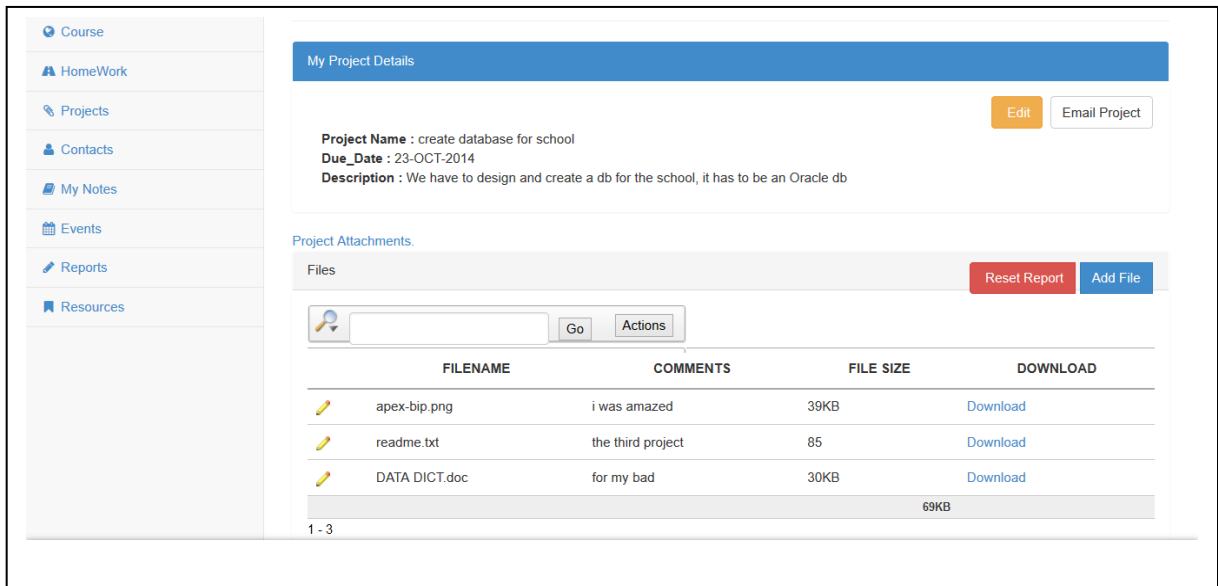 Course
HomeWork
Projects
Contacts
My Notes
Events
Reports
Resources
My Project Details
Edit Email Project
Project Name : create database for school
Due_Date : 23-OCT-2014
Description : We have to design and create a db for the school, it has to be an Oracle db
Project Attachments.
Files Reset Report Add File
Go Actions
FILENAME COMMENTS FILE SIZE DOWNLOAD
apex-bip.png i was amazed 39KB Download
readme.txt the third project 85 Download
DATA DICT.doc for my bad 30KB Download
69KB
1 - 3